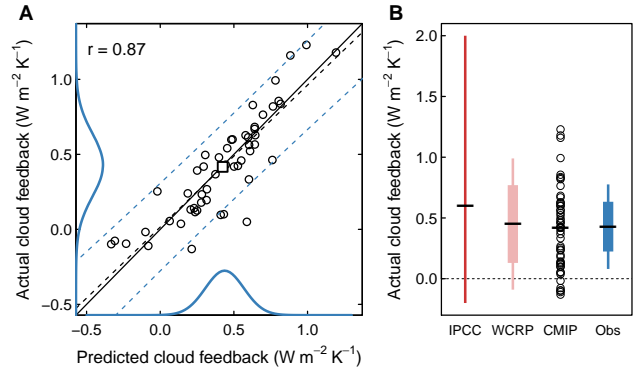 A
r = 0.87
Actual cloud feedback (W m⁻² K⁻¹)
1.0
0.5
0.0
−0.5
−0.5 0.0 0.5 1.0
Predicted cloud feedback (W m⁻² K⁻¹)
B
Actual cloud feedback (W m⁻² K⁻¹)
2.0
1.5
1.0
0.5
0.0
IPCC WCRP CMIP Obs